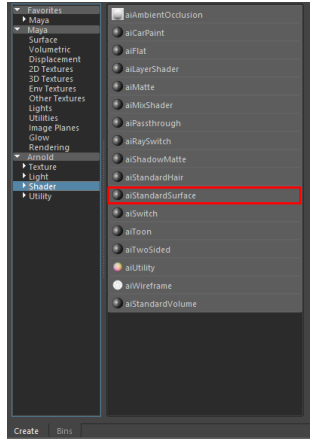 Favorites
Maya
Maya
Surface
Volumetric
Displacement
2D Textures
3D Textures
Env Textures
Other Textures
Lights
Utilities
Image Planes
Glow
Rendering
Arnold
Texture
Light
Shader
Utility
aiAmbientOcclusion
aiCarPaint
aiFlat
aiLayerShader
aiMatte
aiMixShader
aiPassthrough
aiRaySwitch
aiShadowMatte
aiStandardHair
aiStandardSurface
aiSwitch
aiToon
aiTwoSided
aiUtility
aiWireframe
aiStandardVolume
Create Bins